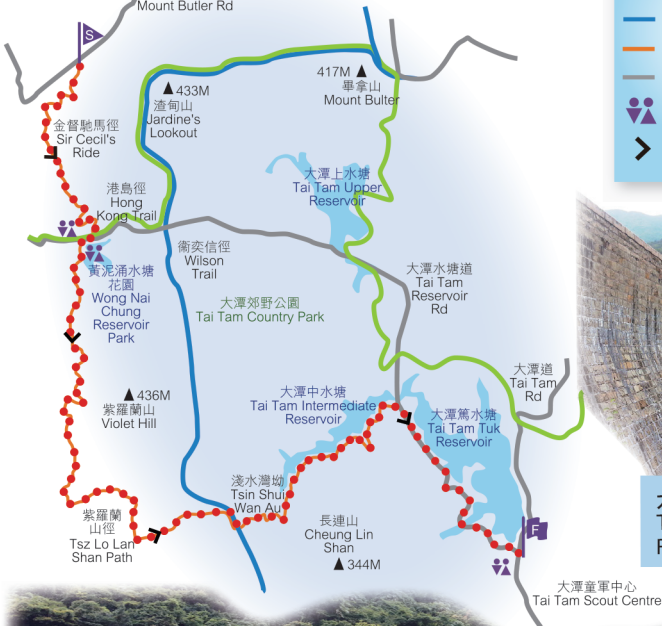 Mount Butler Rd
S
433M
渣甸山
Jardine's
Lookout
417M
畢拿山
Mount Bulter
金督馳馬徑
Sir Cecil's
Ride
港島徑
Hong
Kong Trail
大潭上水塘
Tai Tam Upper
Reservoir
衞奕信徑
Wilson
Trail
黃泥涌水塘
花園
Wong Nai
Chung
Reservoir
Park
大潭水塘道
Tai Tam
Reservoir
Rd
大潭郊野公園
Tai Tam Country Park
大潭道
Tai Tam
Rd
436M
紫羅蘭山
Violet Hill
大潭中水塘
Tai Tam Intermediate
Reservoir
大潭篤水塘
Tai Tam Tuk
Reservoir
淺水灣坳
Tsin Shui
Wan Au
紫羅蘭
山徑
Tsz Lo Lan
Shan Path
長連山
Cheung Lin
Shan
344M
F
大潭童軍中心
Tai Tam Scout Centre